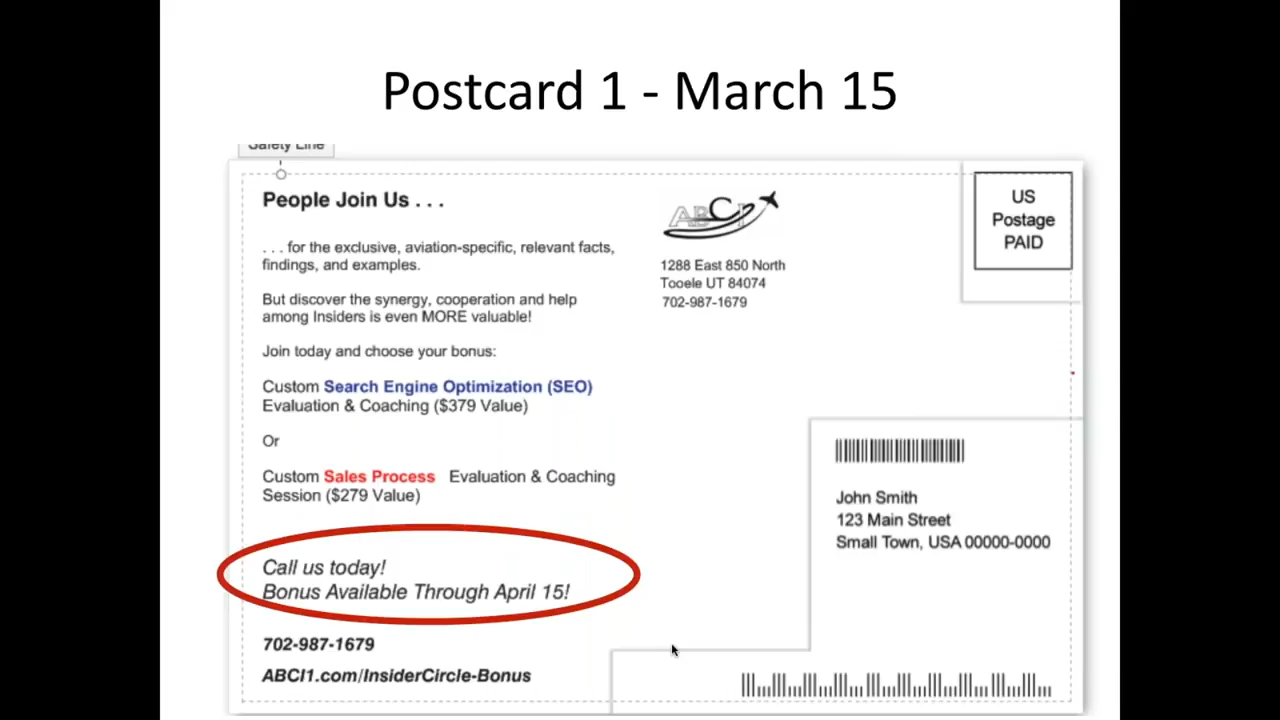 Postcard 1 - March 15
Safety Line
People Join Us . . .
. . . for the exclusive, aviation-specific, relevant facts,
findings, and examples.
But discover the synergy, cooperation and help
among Insiders is even MORE valuable!
Join today and choose your bonus:
Custom Search Engine Optimization (SEO)
Evaluation & Coaching ($379 Value)
Or
Custom Sales Process Evaluation & Coaching
Session ($279 Value)
Call us today!
Bonus Available Through April 15!
702-987-1679
ABCI1.com/InsiderCircle-Bonus
ABCI
1288 East 850 North
Tooele UT 84074
702-987-1679
US
Postage
PAID
John Smith
123 Main Street
Small Town, USA 00000-0000